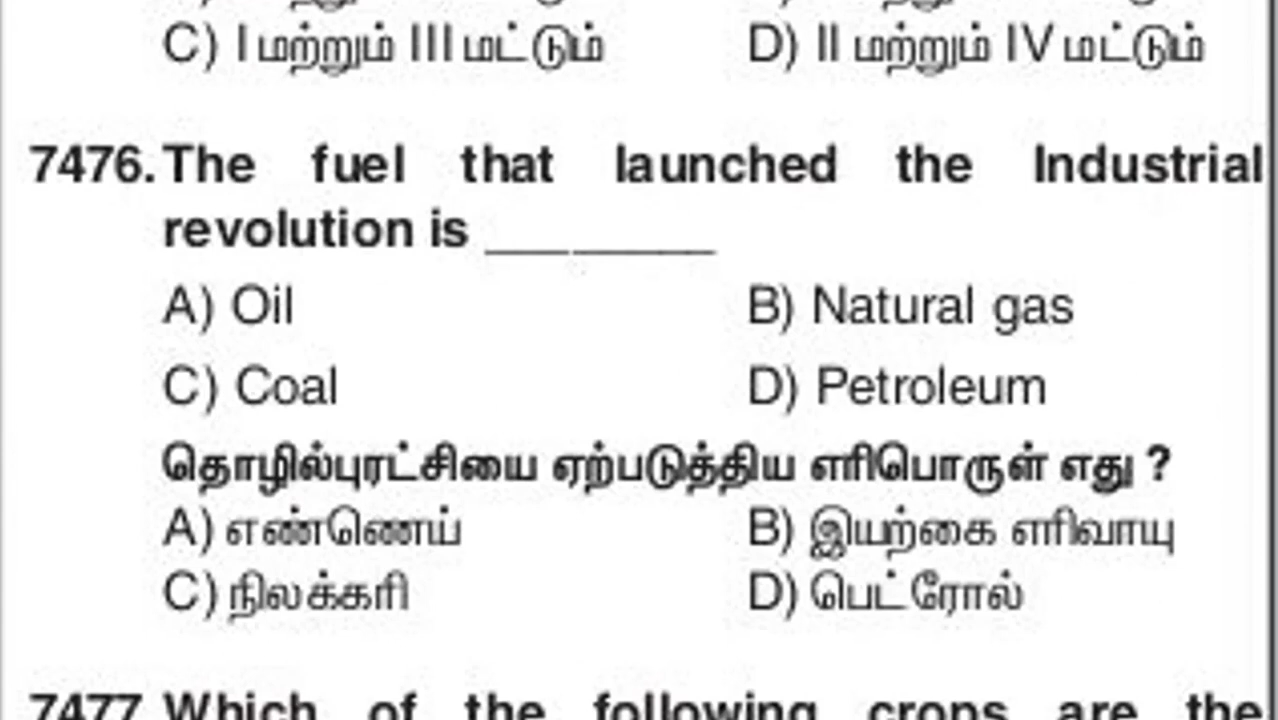 C) I மற்றும் III மட்டும் D) II மற்றும் IV மட்டும்
7476. The fuel that launched the Industrial
revolution is ________
A) Oil B) Natural gas
C) Coal D) Petroleum
தொழில்புரட்சியை ஏற்படுத்திய எரிபொருள் எது ?
A) எண்ணெய் B) இயற்கை எரிவாயு
C) நிலக்கரி D) பெட்ரோல்
7477 Which of the following crops are the